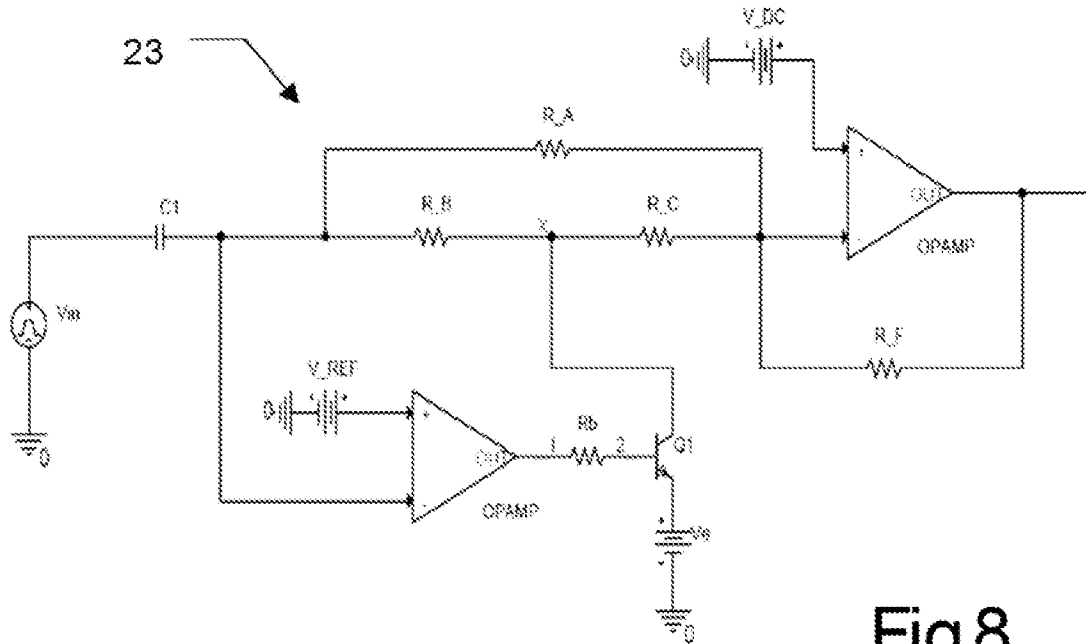 23
V_DC
0
R_A
C1
R_B
X
R_C
+
-
OUT
OPAMP
Vin
V_REF
0
R_F
+
-
OUT
1
Rb
2
Q1
OPAMP
+
Ve
-
0
0
Fig.8